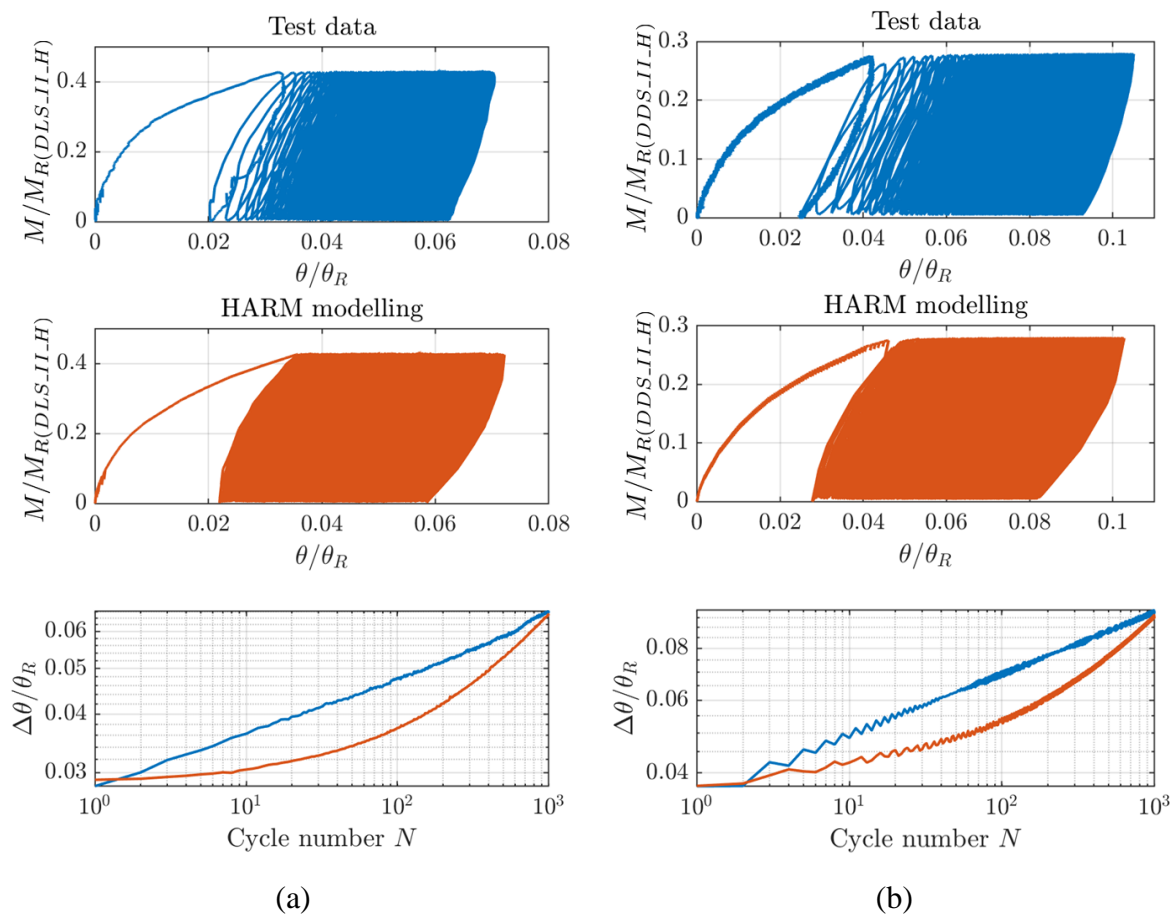 Test data
M/M_R(DLS_II_H)
0.4
0.2
0
0 0.02 0.04 0.06 0.08
θ/θ_R
HARM modelling
M/M_R(DLS_II_H)
0.4
0.2
0
0 0.02 0.04 0.06 0.08
θ/θ_R
Δθ/θ_R
0.06
0.05
0.04
0.03
10^0 10^1 10^2 10^3
Cycle number N
(a)
Test data
M/M_R(DDS_II_H)
0.3
0.2
0.1
0
0 0.02 0.04 0.06 0.08 0.1
θ/θ_R
HARM modelling
M/M_R(DDS_II_H)
0.3
0.2
0.1
0
0 0.02 0.04 0.06 0.08 0.1
θ/θ_R
Δθ/θ_R
0.08
0.06
0.04
10^0 10^1 10^2 10^3
Cycle number N
(b)